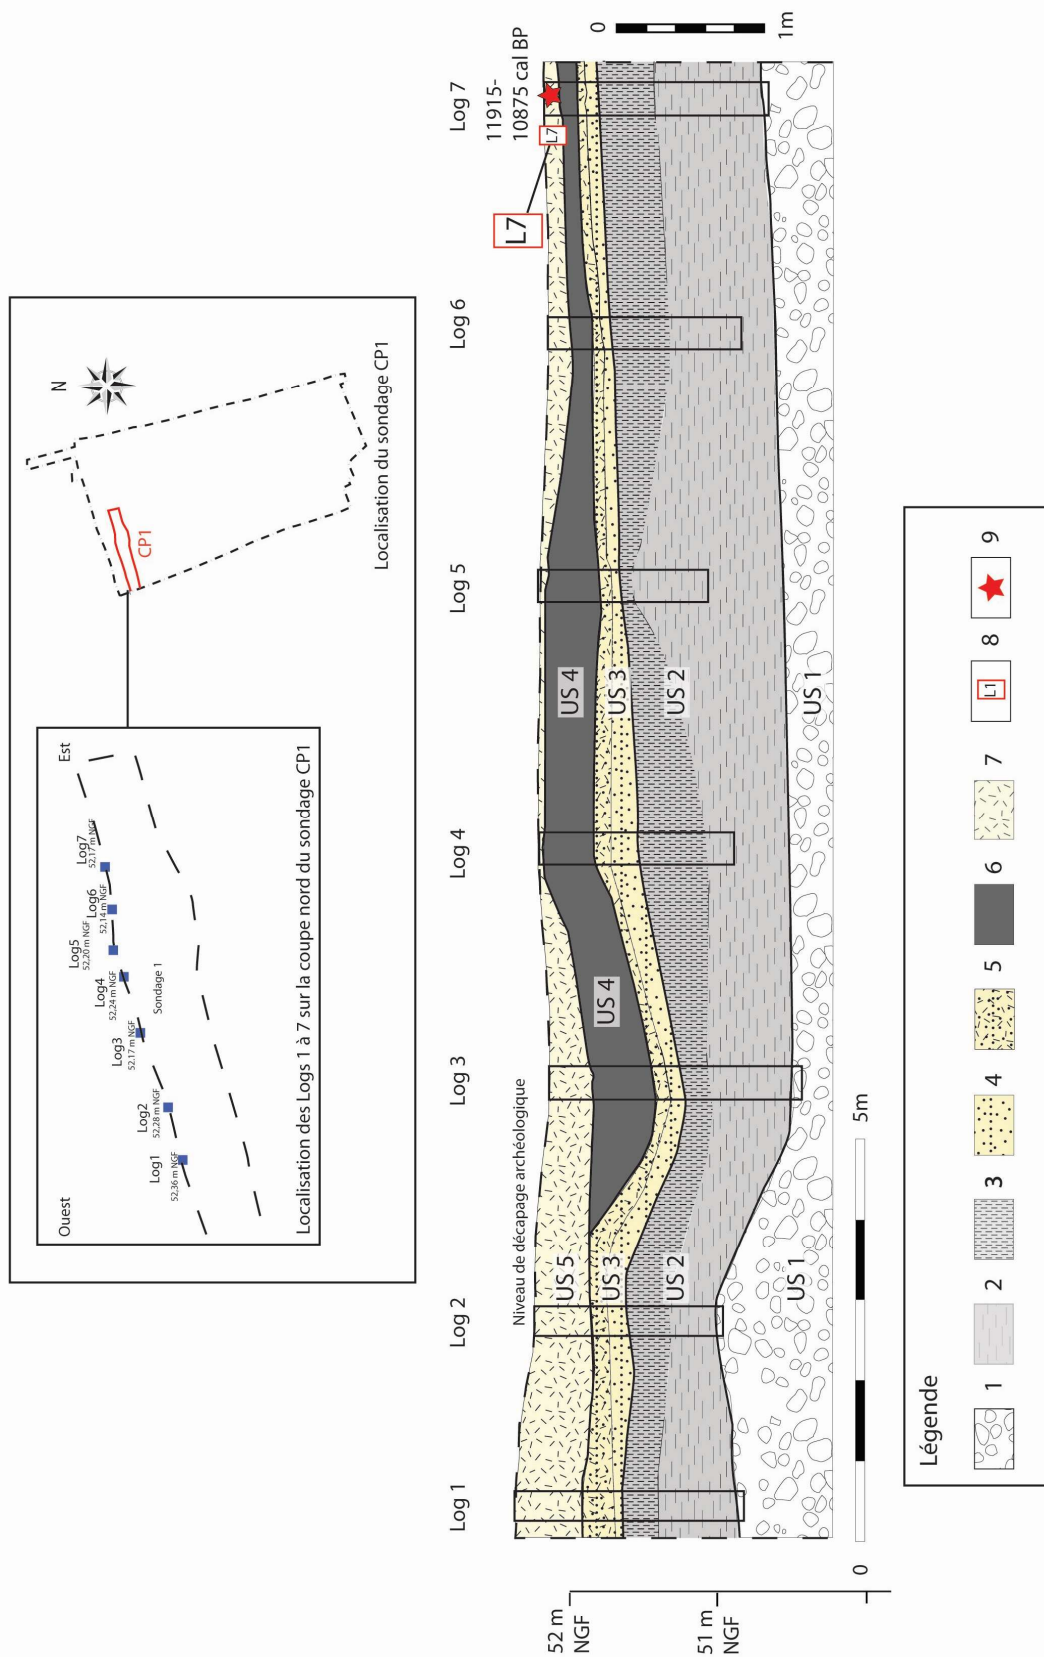 Ouest
Est
Log1
52,36 m NGF
Log2
52,28 m NGF
Log3
52.17 m NGF
Log4
52,24 m NGF
Log5
52,20 m NGF
Log6
52,14 m NGF
Log7
52,17 m NGF
Sondage 1
Localisation des Logs 1 à 7 sur la coupe nord du sondage CP1
N
CP1
Localisation du sondage CP1
Log 1
Log 2
Log 3
Log 4
Log 5
Log 6
Log 7
11915-
10875 cal BP
Niveau de décapage archéologique
L7
L7
52 m
NGF
51 m
NGF
US 5
US 3
US 2
US 1
US 4
US 4
US 3
US 2
US 1
0
1m
0
5m
Légende
1
2
3
4
5
6
7
8
9
L1